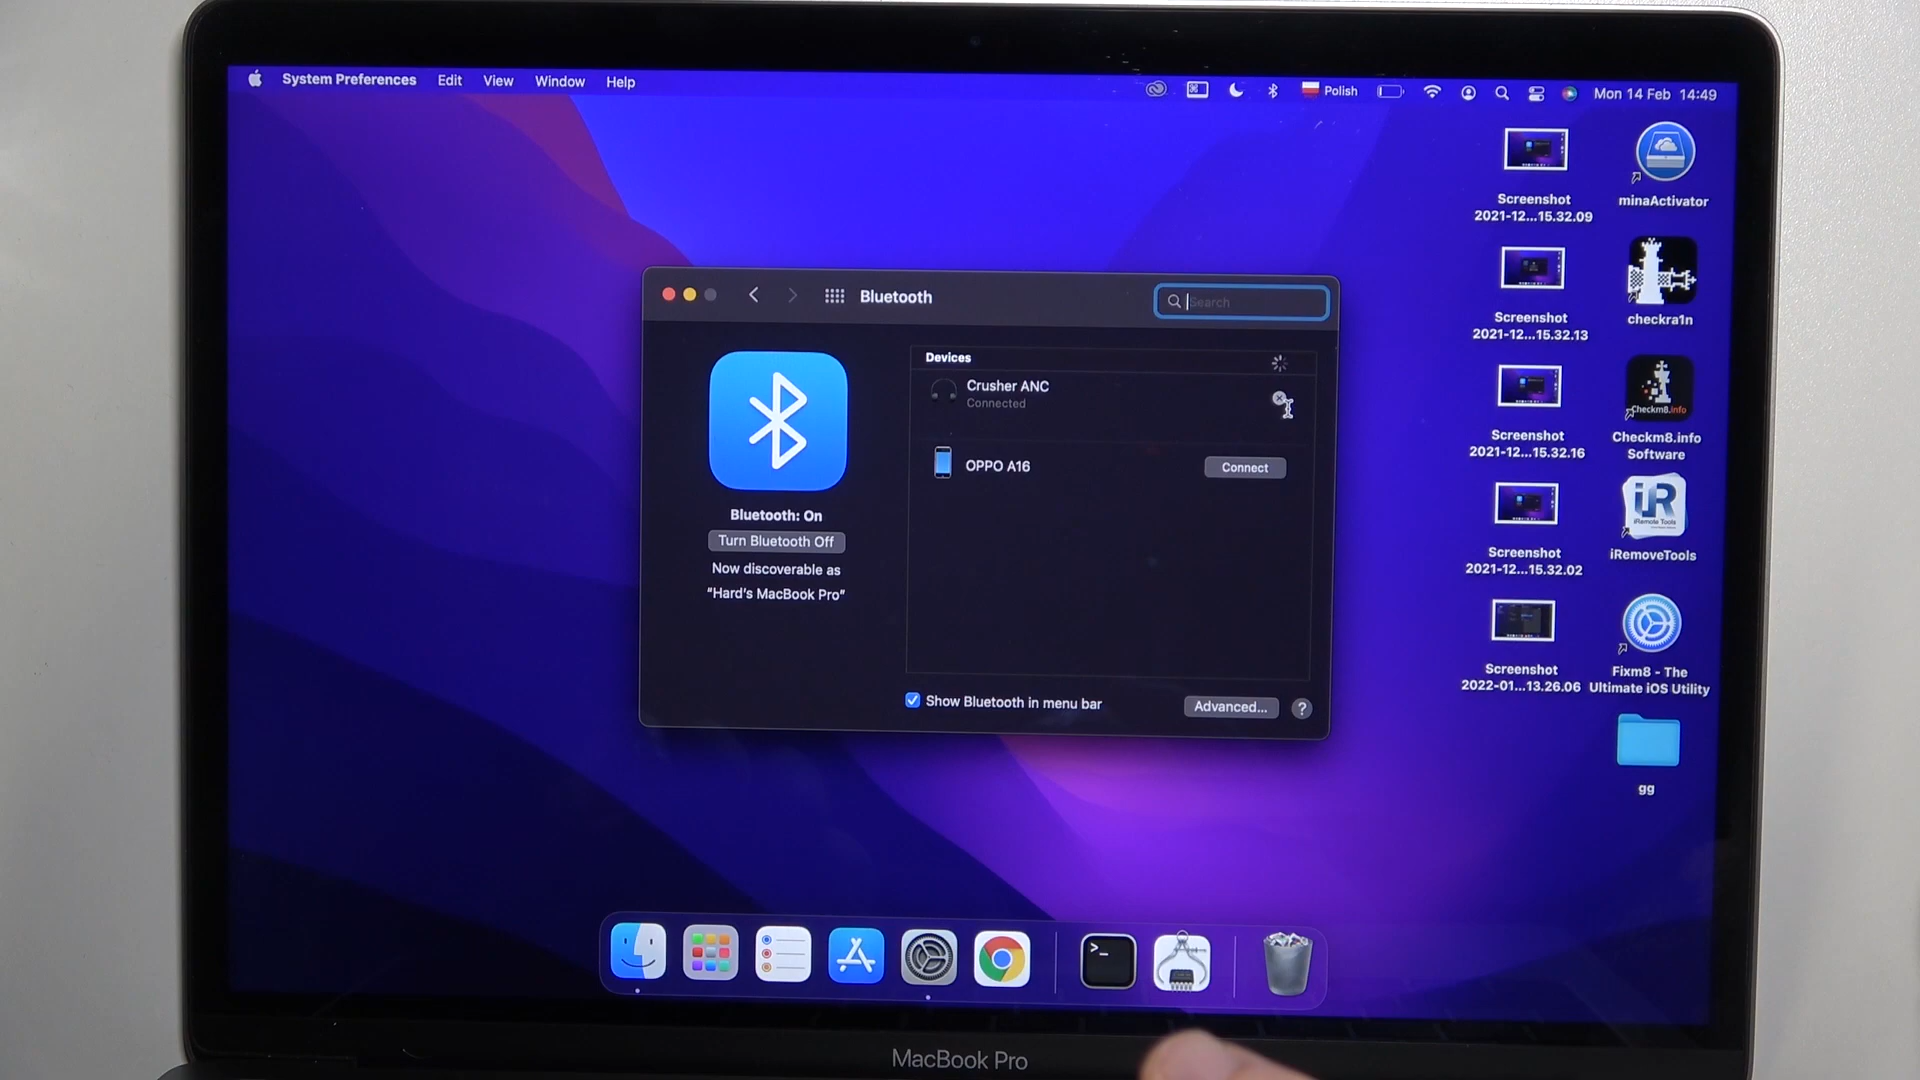 System Preferences Edit View Window Help
Polish
Mon 14 Feb 14:49
Screenshot
2021-12...15.32.09
minaActivator
Screenshot
2021-12...15.32.13
checkra1n
Screenshot
2021-12...15.32.16
Checkm8.info
Checkm8.info
Software
Screenshot
2021-12...15.32.02
iR
iRemoveTools
Screenshot
2022-01...13.26.06
Fixm8 - The
Ultimate iOS Utility
gg
Bluetooth
Search
Devices
Crusher ANC
Connected
OPPO A16
Connect
Bluetooth: On
Turn Bluetooth Off
Now discoverable as
"Hard's MacBook Pro"
Show Bluetooth in menu bar
Advanced...
?
>_
MacBook Pro